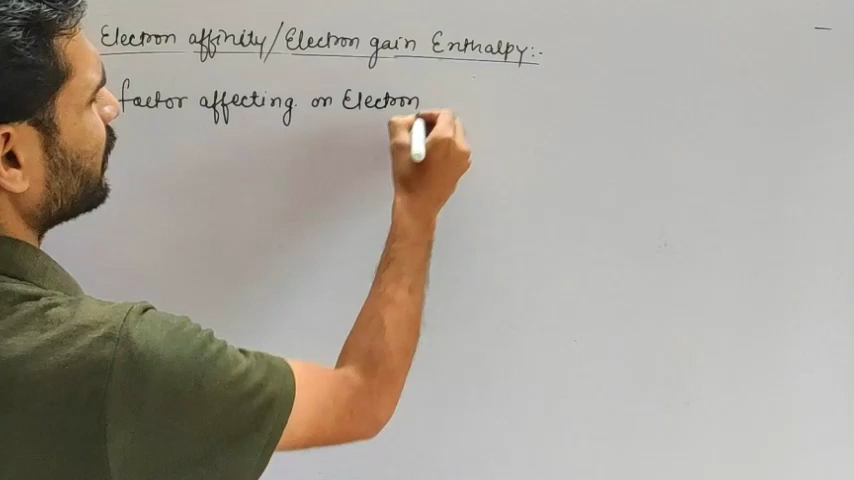 Electron affinity/Electron gain Enthalpy:-
factor affecting on Electron